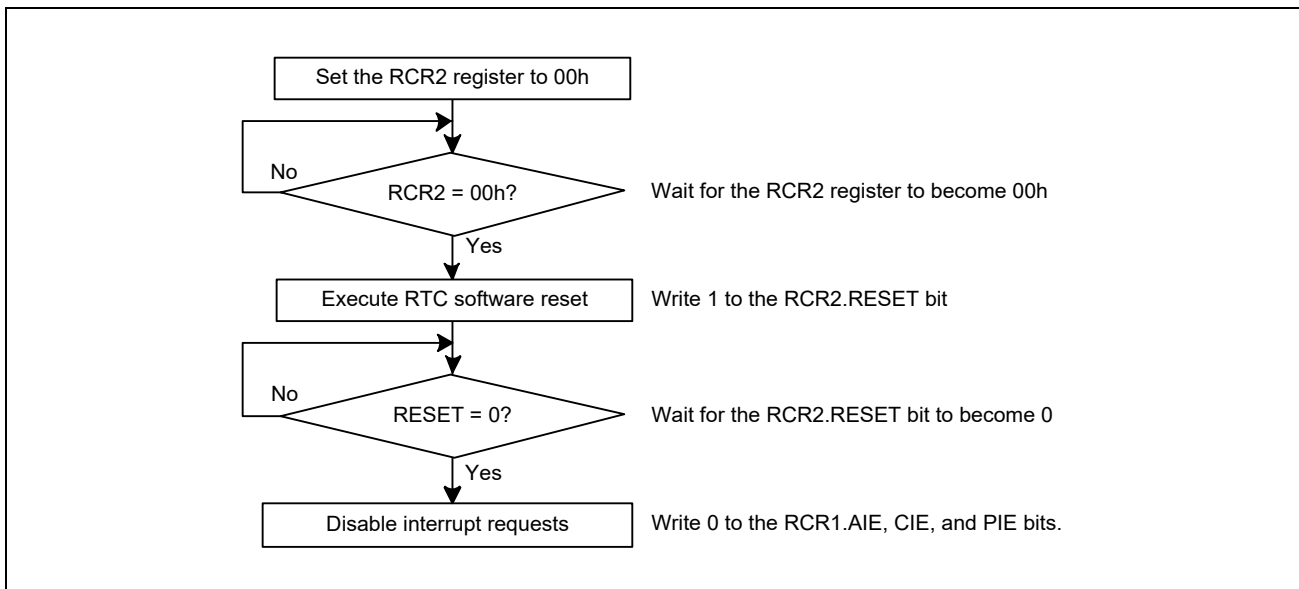 Set the RCR2 register to 00h
No
RCR2 = 00h?
Wait for the RCR2 register to become 00h
Yes
Execute RTC software reset
Write 1 to the RCR2.RESET bit
No
RESET = 0?
Wait for the RCR2.RESET bit to become 0
Yes
Disable interrupt requests
Write 0 to the RCR1.AIE, CIE, and PIE bits.